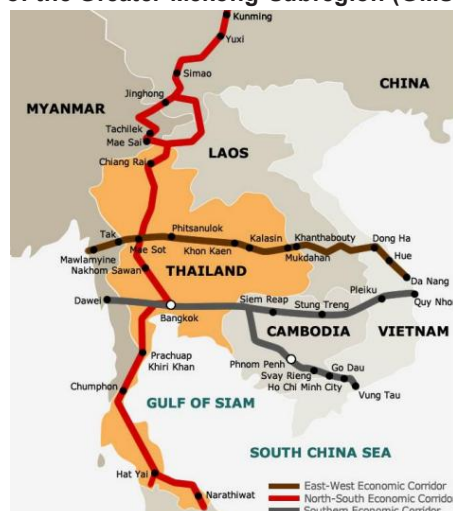 of the Greater Mekong Subregion (GMS
Kunming
Yuxi
Simao
CHINA
Jinghong
MYANMAR
Tachilek
Mae Sai
LAOS
Chiang Rai
Tak
Phitsanulok
Kalasin
Khanthabouty
Dong Ha
Mae Sot
Khon Kaen
Mukdahan
Hue
Mawlamyine
Nakhom Sawan
THAILAND
Da Nang
Pleiku
Dawei
Siem Reap
Stung Treng
Quy Nho
Bangkok
CAMBODIA
VIETNAM
Prachuap
Khiri Khan
Phnom Penh
Go Dau
Svay Rieng
Ho Chi Minh City
Vung Tau
Chumphon
GULF OF SIAM
SOUTH CHINA SEA
Hat Yai
Narathiwat
East-West Economic Corridor
North-South Economic Corrido
Southern Economic Corridor